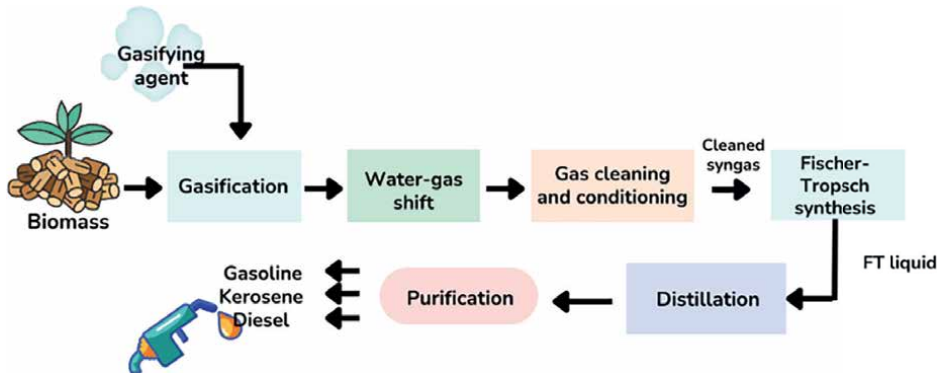 Gasifying
agent
Biomass
Gasification
Water-gas
shift
Gas cleaning
and conditioning
Cleaned
syngas
Fischer-
Tropsch
synthesis
FT liquid
Distillation
Purification
Gasoline
Kerosene
Diesel